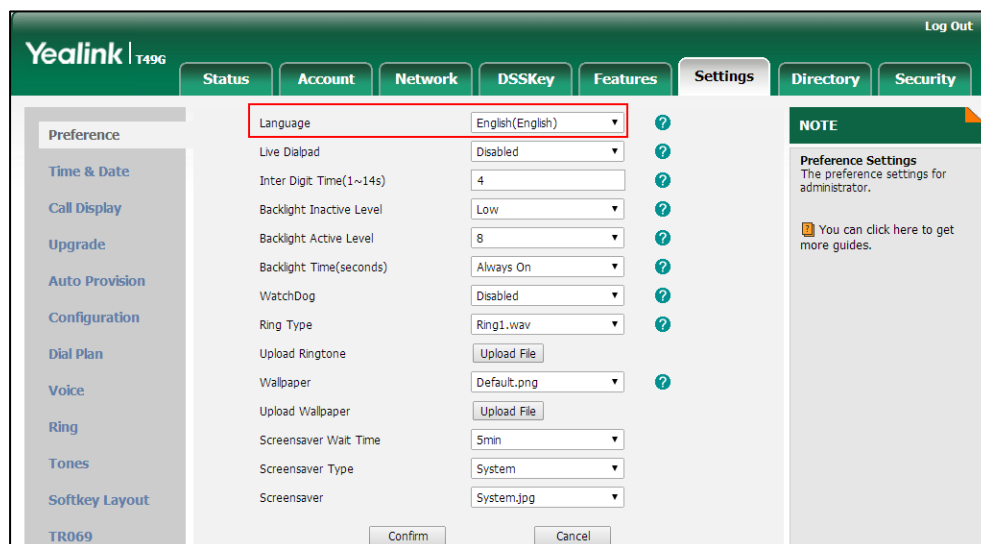 Log Out
Yealink T49G
Status Account Network DSSKey Features Settings Directory Security
Preference
Time & Date
Call Display
Upgrade
Auto Provision
Configuration
Dial Plan
Voice
Ring
Tones
Softkey Layout
TR069
Language English(English) ?
Live Dialpad Disabled ?
Inter Digit Time(1~14s) 4 ?
Backlight Inactive Level Low ?
Backlight Active Level 8 ?
Backlight Time(seconds) Always On ?
WatchDog Disabled ?
Ring Type Ring1.wav ?
Upload Ringtone Upload File
Wallpaper Default.png ?
Upload Wallpaper Upload File
Screensaver Wait Time 5min
Screensaver Type System
Screensaver System.jpg
Confirm Cancel
NOTE
Preference Settings
The preference settings for
administrator.
? You can click here to get
more guides.